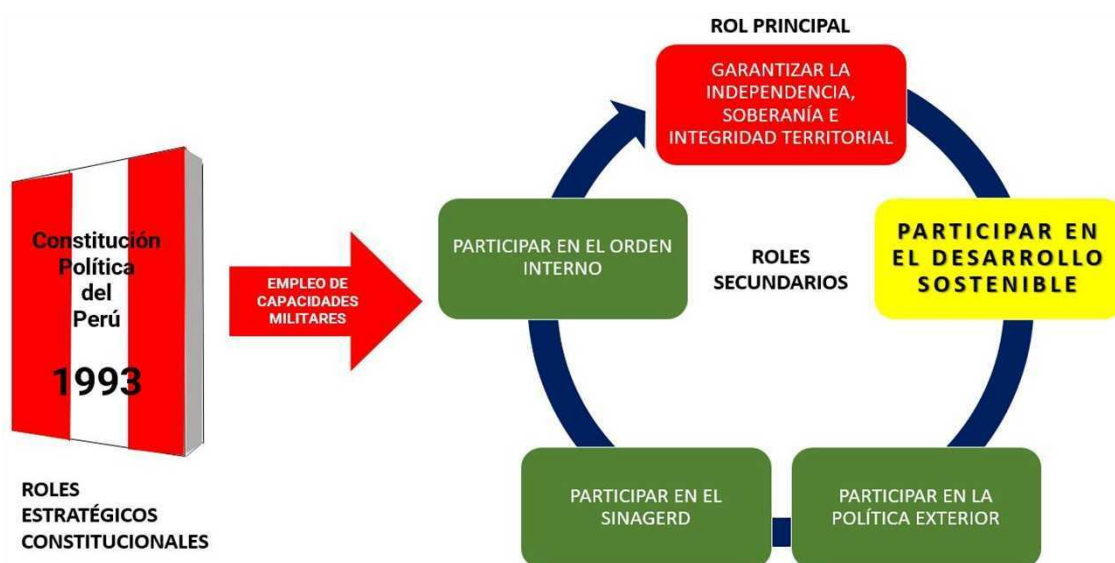 ROL PRINCIPAL
GARANTIZAR LA
INDEPENDENCIA,
SOBERANÍA E
INTEGRIDAD TERRITORIAL
Constitución
Política
del
Perú
1993
EMPLEO DE
CAPACIDADES
MILITARES
PARTICIPAR EN EL ORDEN
INTERNO
ROLES
SECUNDARIOS
PARTICIPAR EN
EL DESARROLLO
SOSTENIBLE
ROLES
ESTRATÉGICOS
CONSTITUCIONALES
PARTICIPAR EN EL
SINAGERD
PARTICIPAR EN LA
POLÍTICA EXTERIOR